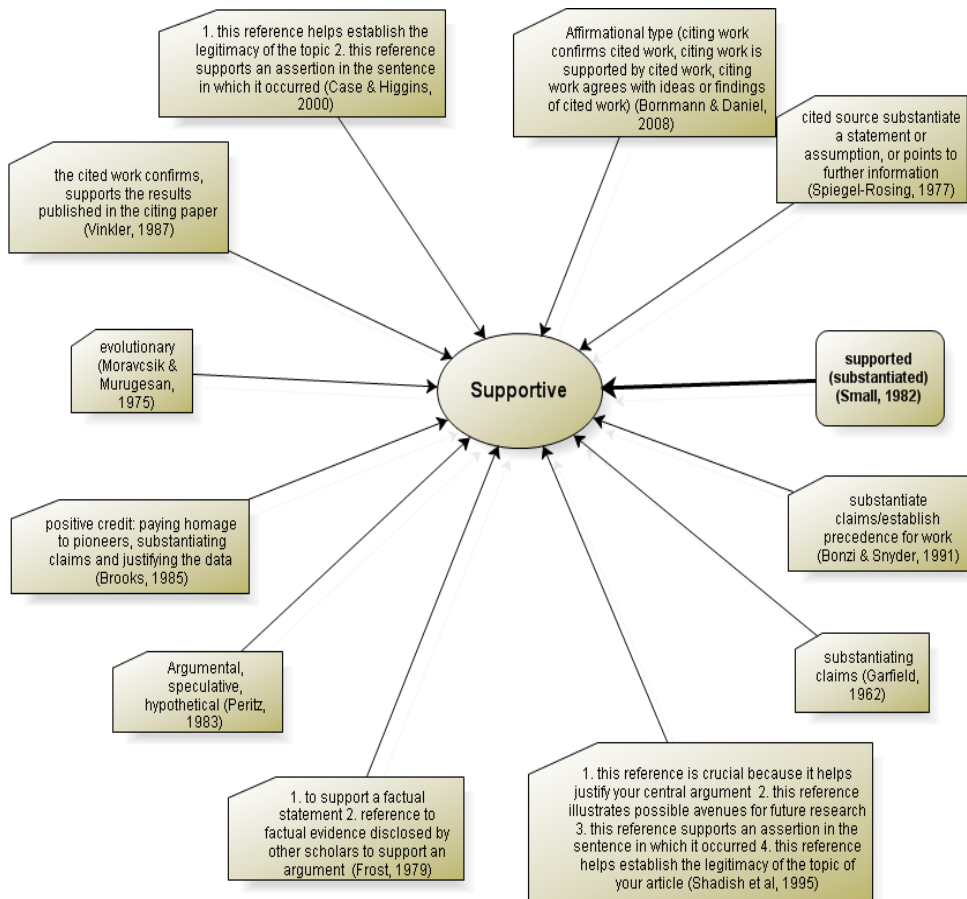 1. this reference helps establish the
legitimacy of the topic 2. this reference
supports an assertion in the sentence
in which it occurred (Case & Higgins,
2000)
Affirmational type (citing work
confirms cited work, citing work is
supported by cited work, citing
work agrees with ideas or findings
of cited work) (Bornmann & Daniel,
2008)
cited source substantiate
a statement or
assumption, or points to
further information
(Spiegel-Rosing, 1977)
the cited work confirms,
supports the results
published in the citing paper
(Vinkler, 1987)
evolutionary
(Moravcsik &
Murugesan,
1975)
Supportive
supported
(substantiated)
(Small, 1982)
positive credit: paying homage
to pioneers, substantiating
claims and justifying the data
(Brooks, 1985)
substantiate
claims/establish
precedence for work
(Bonzi & Snyder, 1991)
Argumental,
speculative,
hypothetical (Peritz,
1983)
substantiating
claims (Garfield,
1962)
1. to support a factual
statement 2. reference to
factual evidence disclosed by
other scholars to support an
argument (Frost, 1979)
1. this reference is crucial because it helps
justify your central argument 2. this reference
illustrates possible avenues for future research
3. this reference supports an assertion in the
sentence in which it occurred 4. this reference
helps establish the legitimacy of the topic of
your article (Shadish et al, 1995)